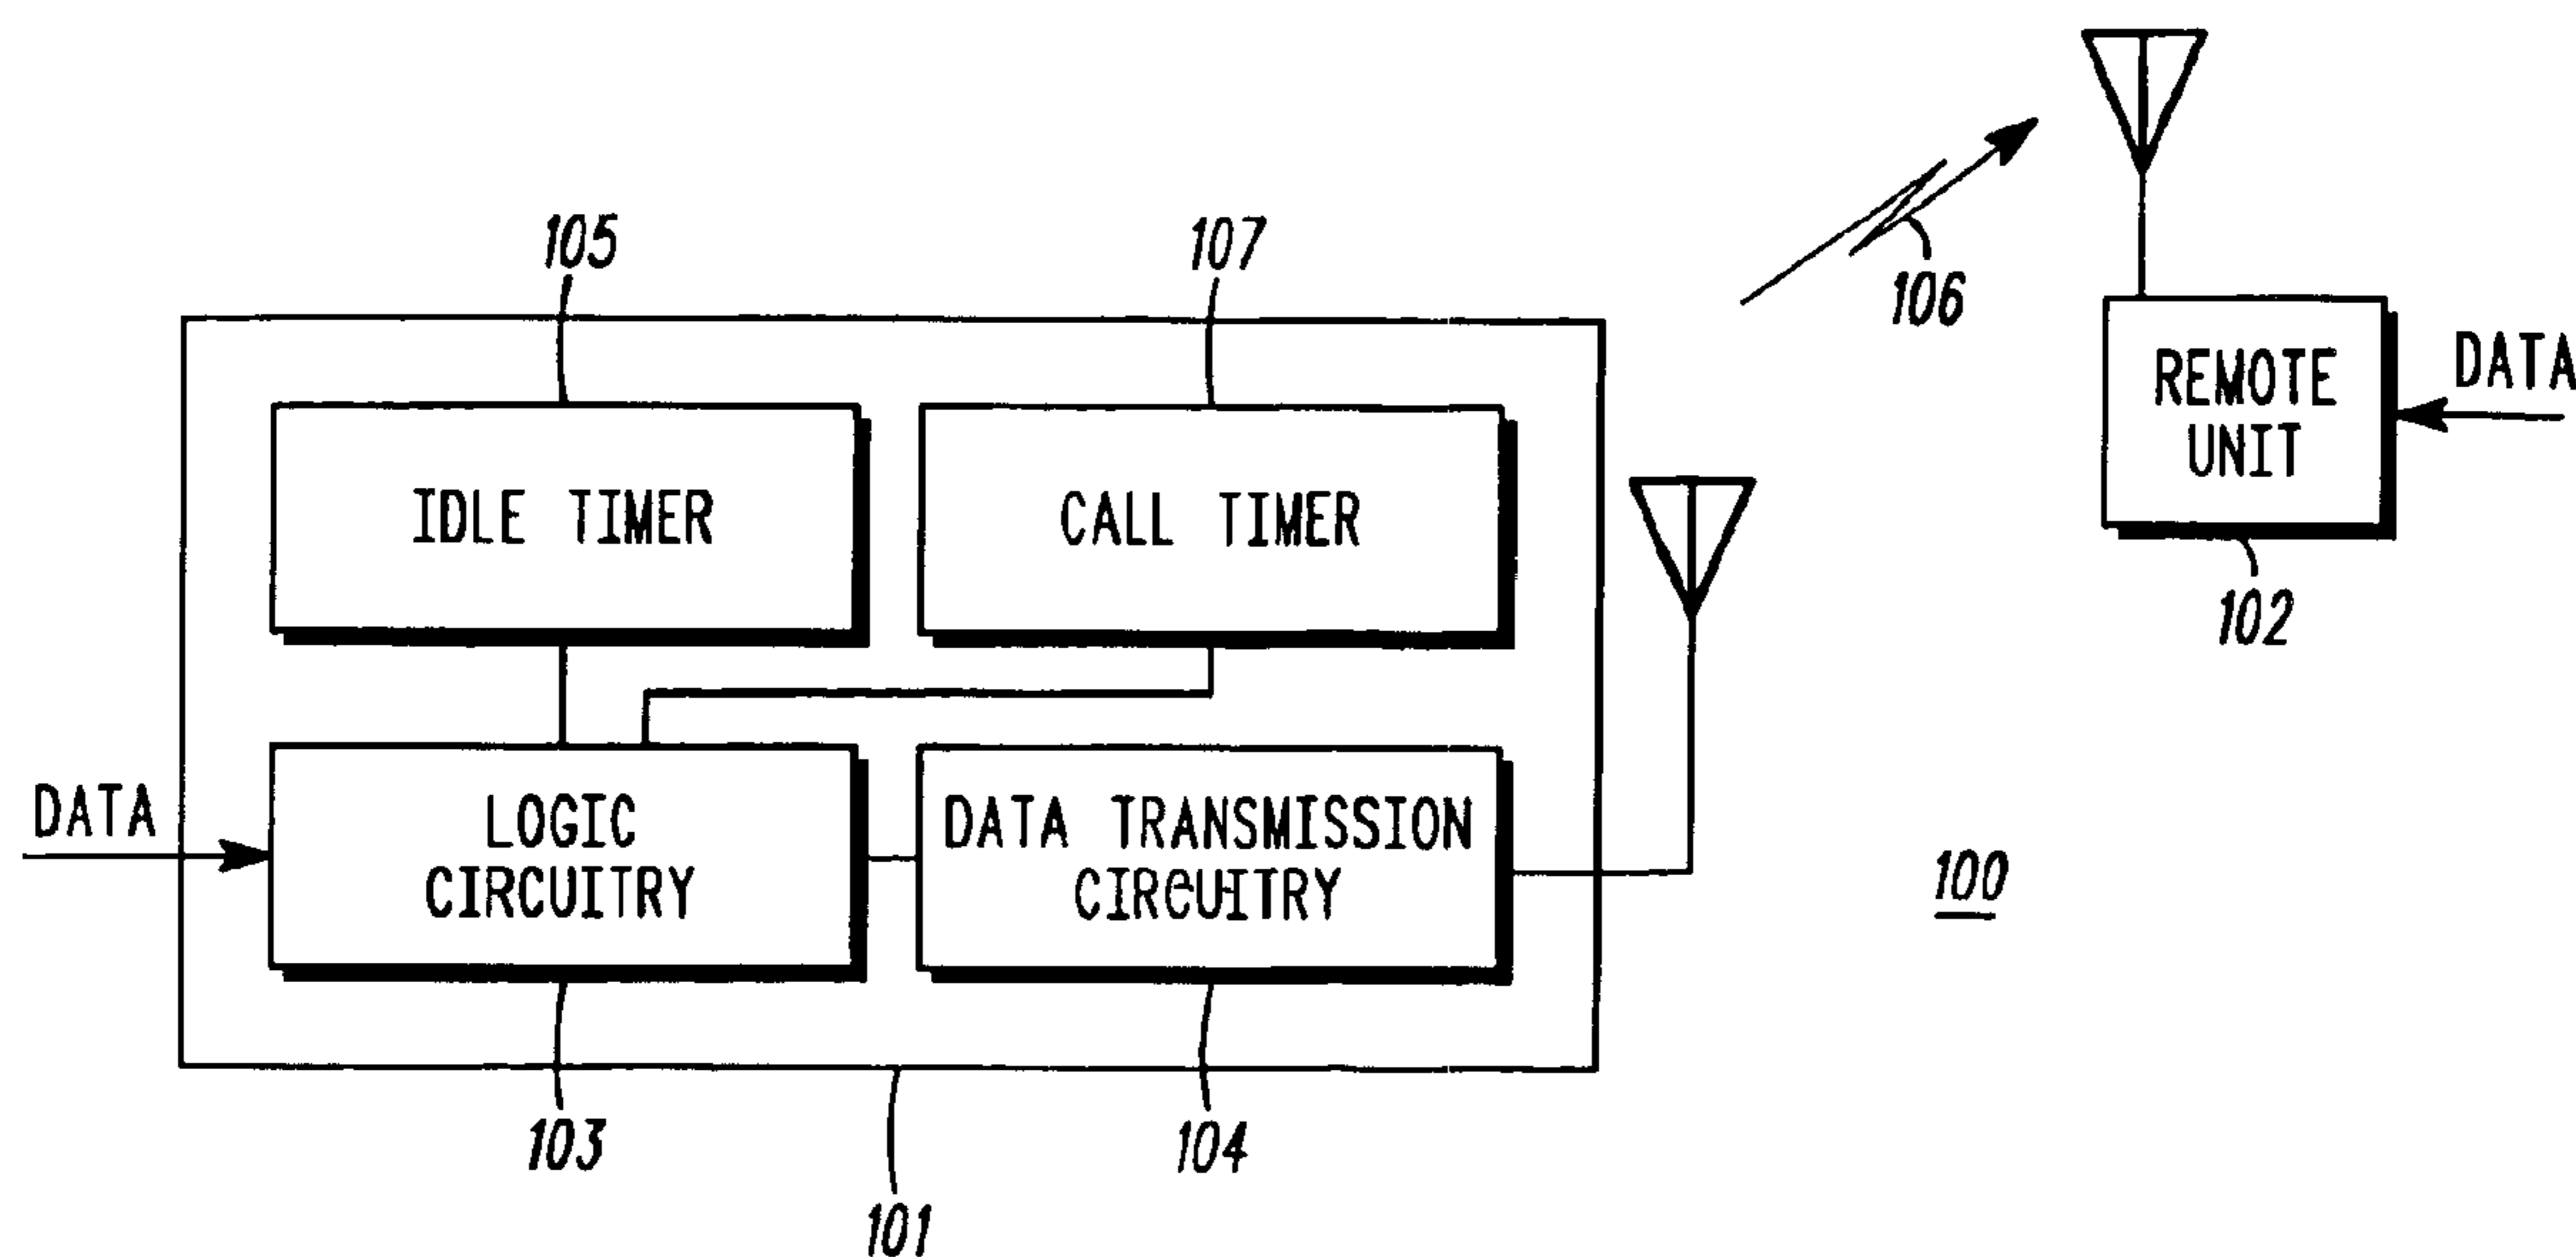 105
107
106
IDLE TIMER
CALL TIMER
REMOTE
UNIT
DATA
102
DATA
LOGIC
CIRCUITRY
DATA TRANSMISSION
CIRCUITRY
100
103
104
101